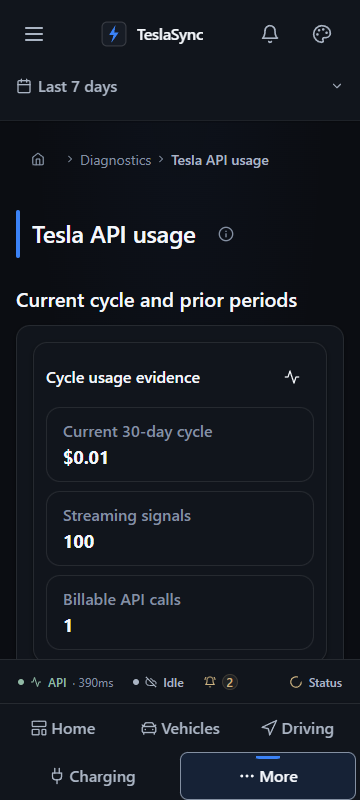 TeslaSync
Last 7 days
Diagnostics > Tesla API usage
Tesla API usage
Current cycle and prior periods
Cycle usage evidence
Current 30-day cycle
$0.01
Streaming signals
100
Billable API calls
1
API · 390ms Idle 2 Status
Home Vehicles Driving
Charging More